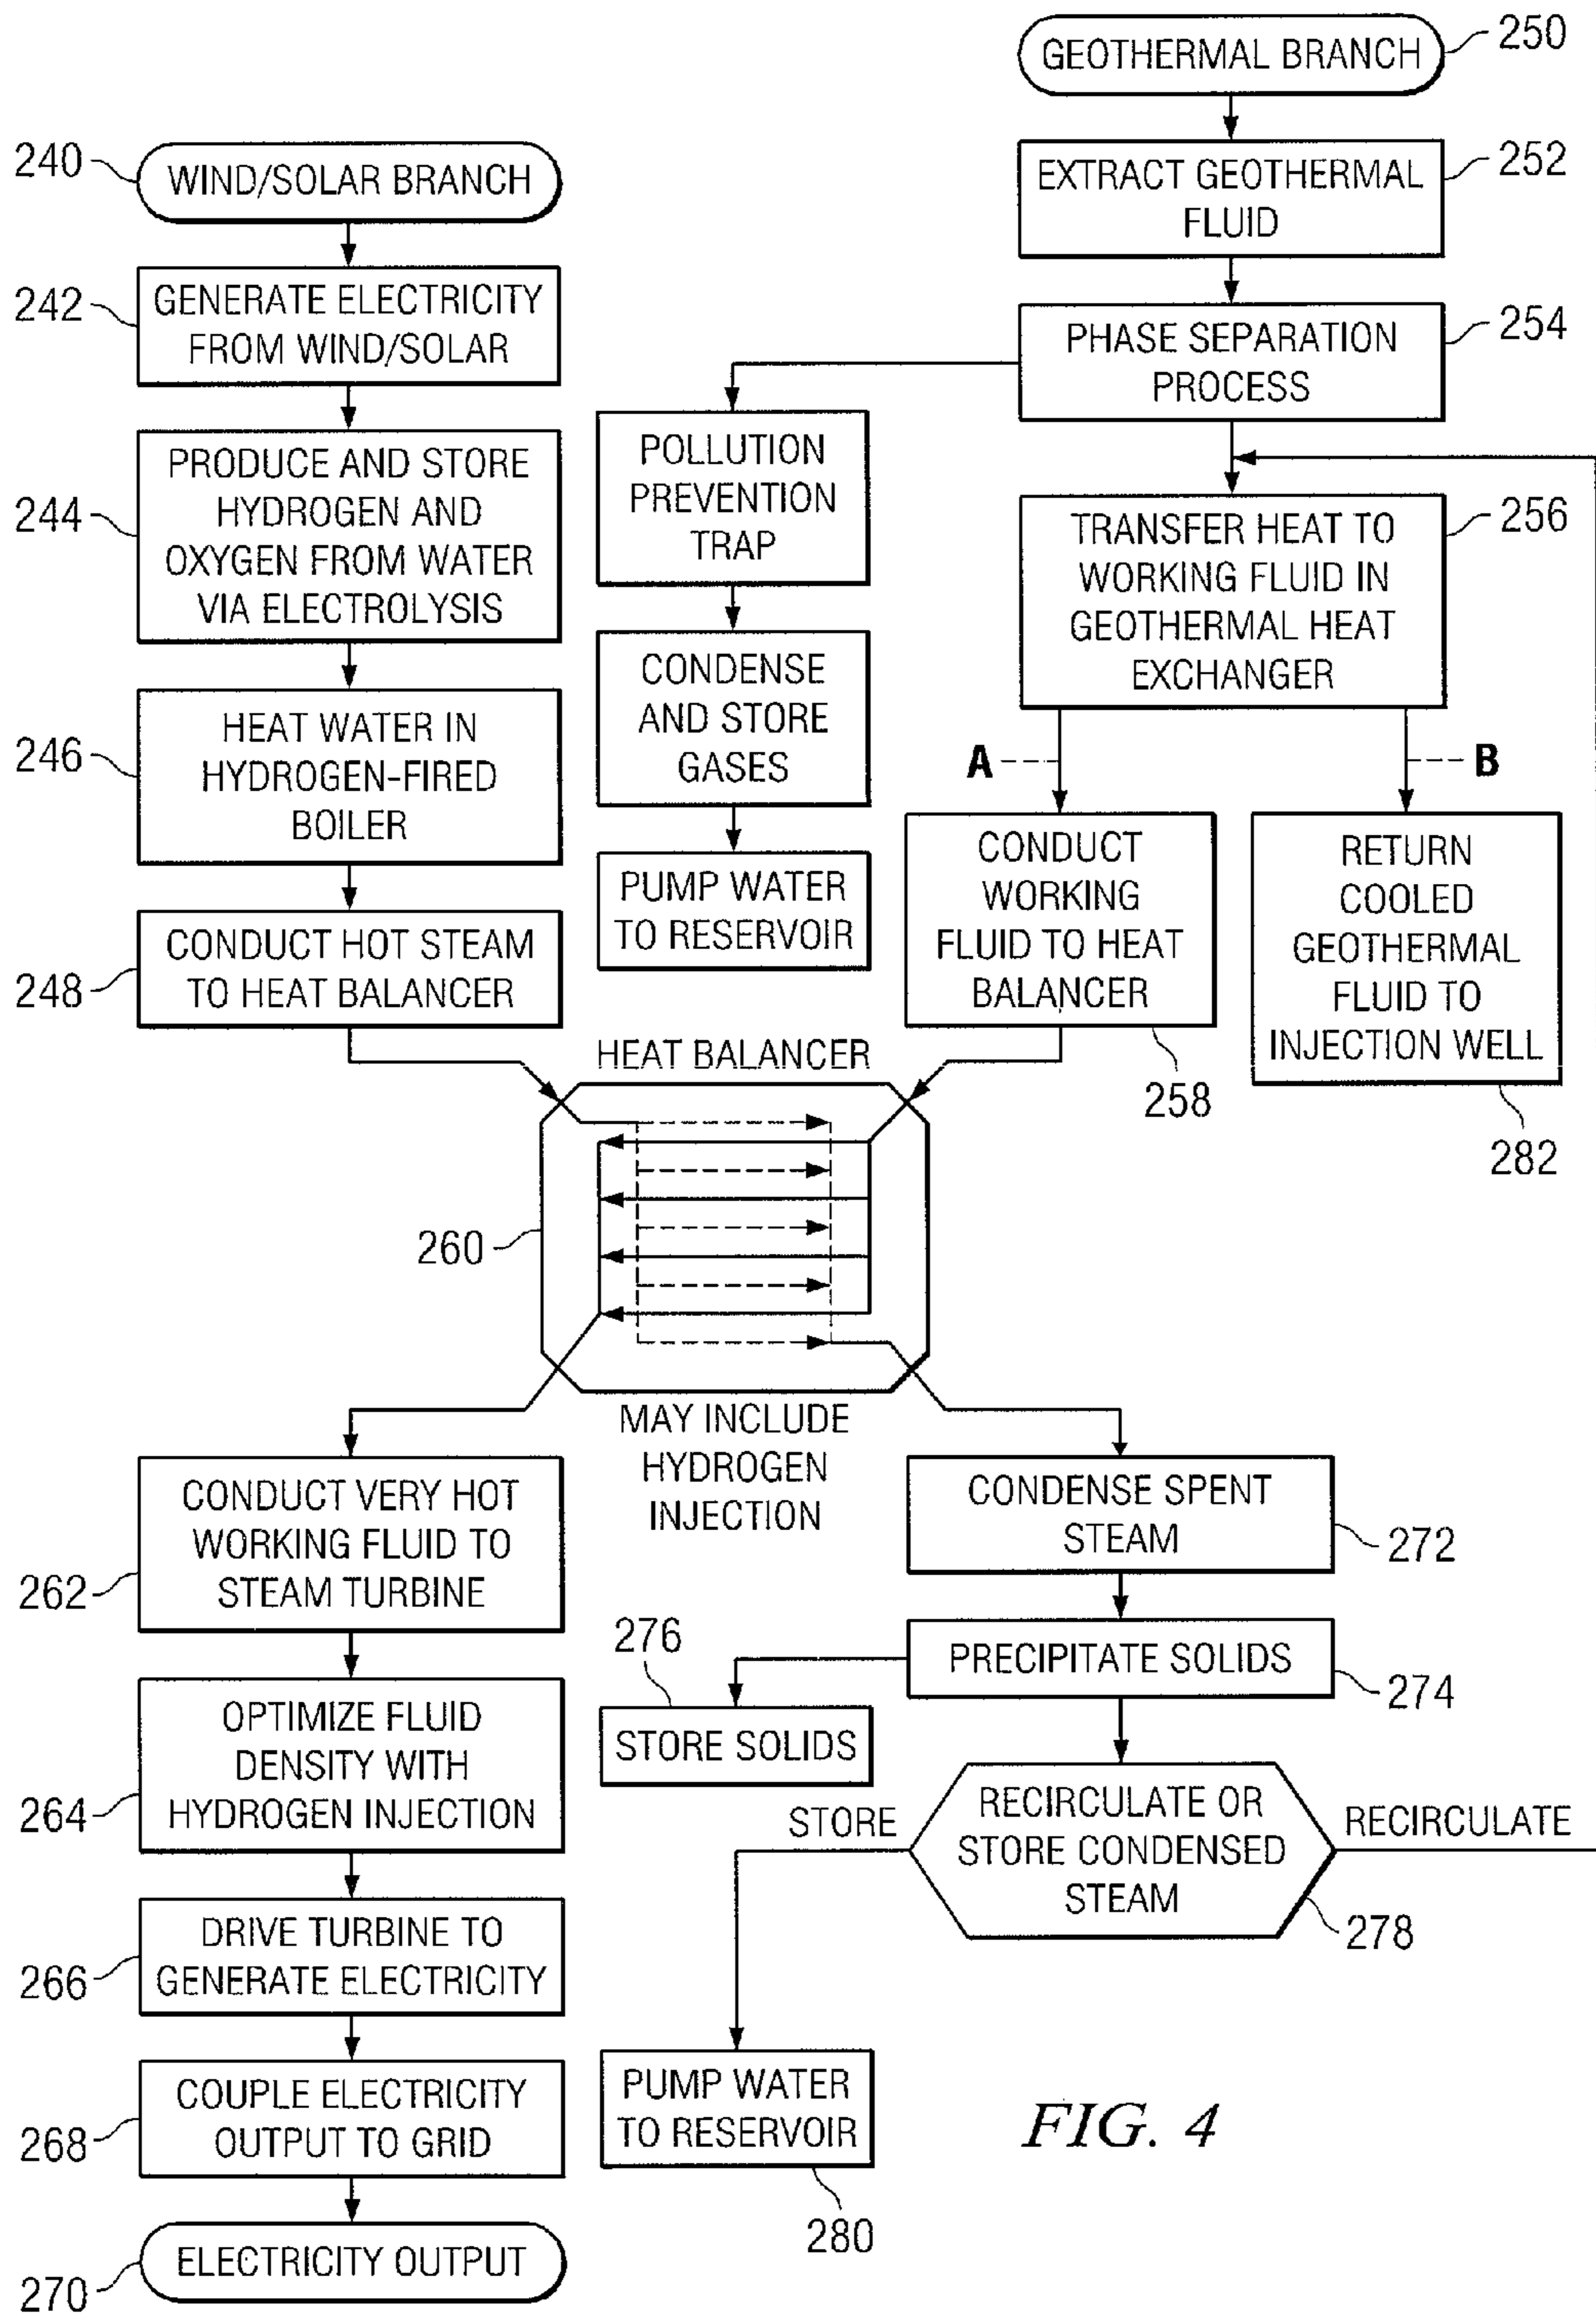 GEOTHERMAL BRANCH
250
240
WIND/SOLAR BRANCH
EXTRACT GEOTHERMAL
FLUID
252
242
GENERATE ELECTRICITY
FROM WIND/SOLAR
PHASE SEPARATION
PROCESS
254
244
PRODUCE AND STORE
HYDROGEN AND
OXYGEN FROM WATER
VIA ELECTROLYSIS
POLLUTION
PREVENTION
TRAP
TRANSFER HEAT TO
WORKING FLUID IN
GEOTHERMAL HEAT
EXCHANGER
256
246
HEAT WATER IN
HYDROGEN-FIRED
BOILER
CONDENSE
AND STORE
GASES
A
B
248
CONDUCT HOT STEAM
TO HEAT BALANCER
PUMP WATER
TO RESERVOIR
CONDUCT
WORKING
FLUID TO HEAT
BALANCER
258
RETURN
COOLED
GEOTHERMAL
FLUID TO
INJECTION WELL
282
HEAT BALANCER
260
MAY INCLUDE
HYDROGEN
INJECTION
262
CONDUCT VERY HOT
WORKING FLUID TO
STEAM TURBINE
CONDENSE SPENT
STEAM
272
276
PRECIPITATE SOLIDS
274
STORE SOLIDS
264
OPTIMIZE FLUID
DENSITY WITH
HYDROGEN INJECTION
STORE
RECIRCULATE OR
STORE CONDENSED
STEAM
RECIRCULATE
278
266
DRIVE TURBINE TO
GENERATE ELECTRICITY
268
COUPLE ELECTRICITY
OUTPUT TO GRID
PUMP WATER
TO RESERVOIR
280
FIG. 4
270
ELECTRICITY OUTPUT